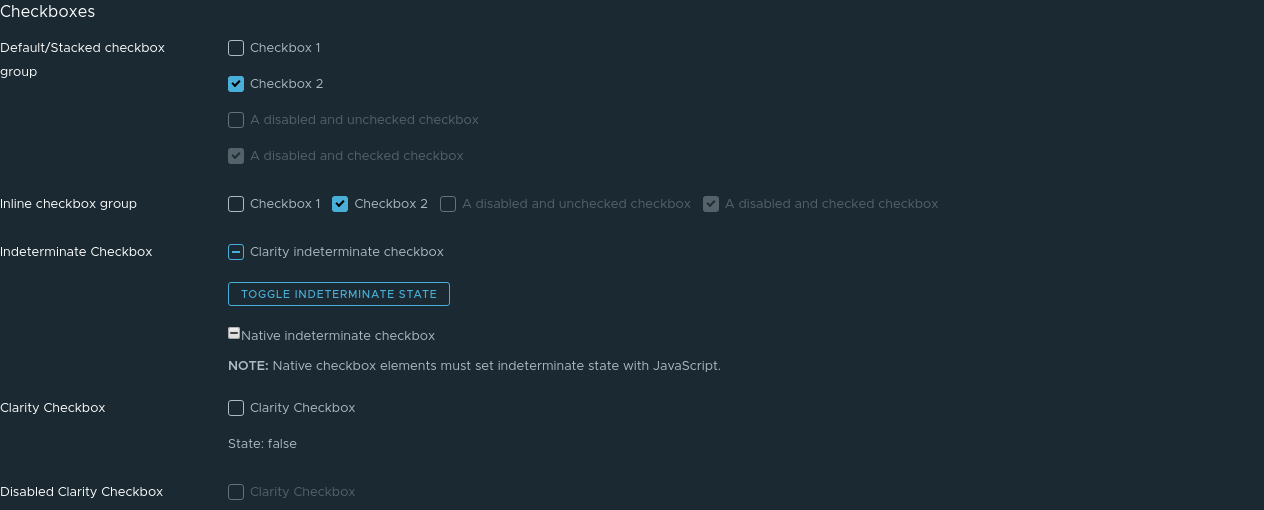 Checkboxes
Default/Stacked checkbox
group
Checkbox 1
Checkbox 2
A disabled and unchecked checkbox
A disabled and checked checkbox
Inline checkbox group
Checkbox 1 Checkbox 2 A disabled and unchecked checkbox A disabled and checked checkbox
Indeterminate Checkbox
Clarity indeterminate checkbox
TOGGLE INDETERMINATE STATE
Native indeterminate checkbox
NOTE: Native checkbox elements must set indeterminate state with JavaScript.
Clarity Checkbox
Clarity Checkbox
State: false
Disabled Clarity Checkbox
Clarity Checkbox